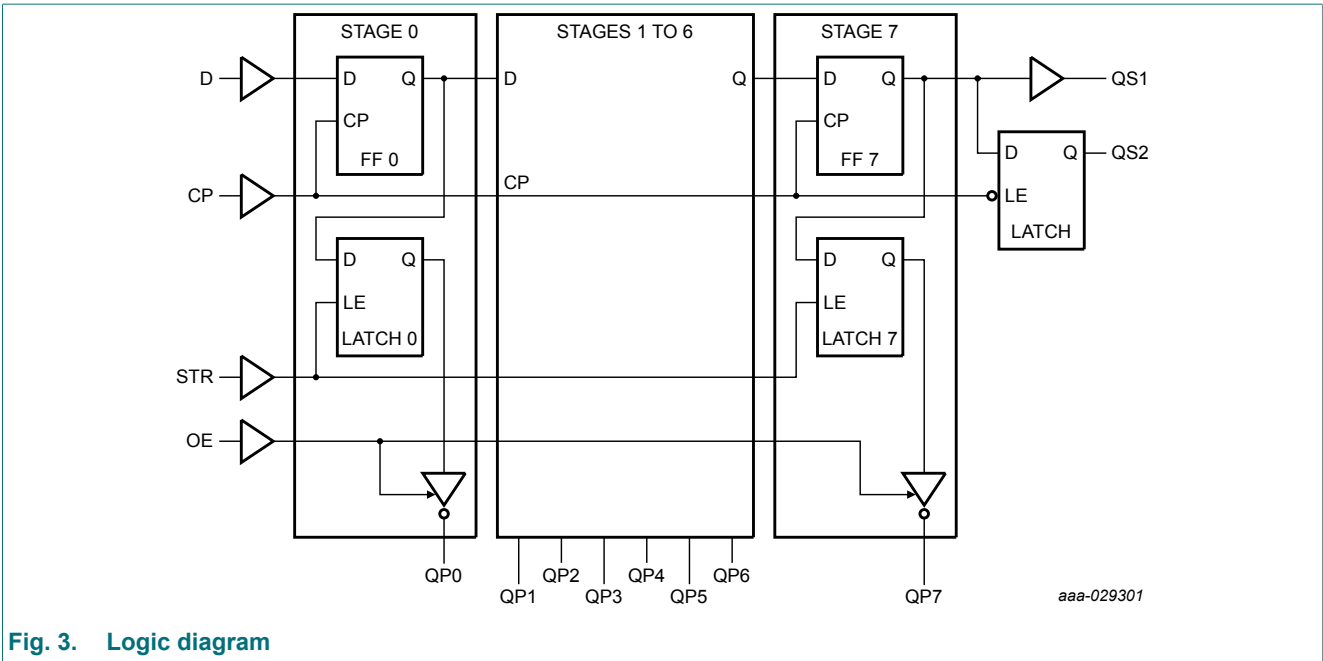 STAGE 0 STAGES 1 TO 6 STAGE 7
D D Q D Q D Q QS1
CP CP
FF 0 FF 7
D Q QS2
CP CP LE
LATCH
D Q D Q
LE LE
LATCH 0 LATCH 7
STR
OE
QP0 QP2 QP4 QP6
QP1 QP3 QP5 QP7 aaa-029301
Fig. 3. Logic diagram